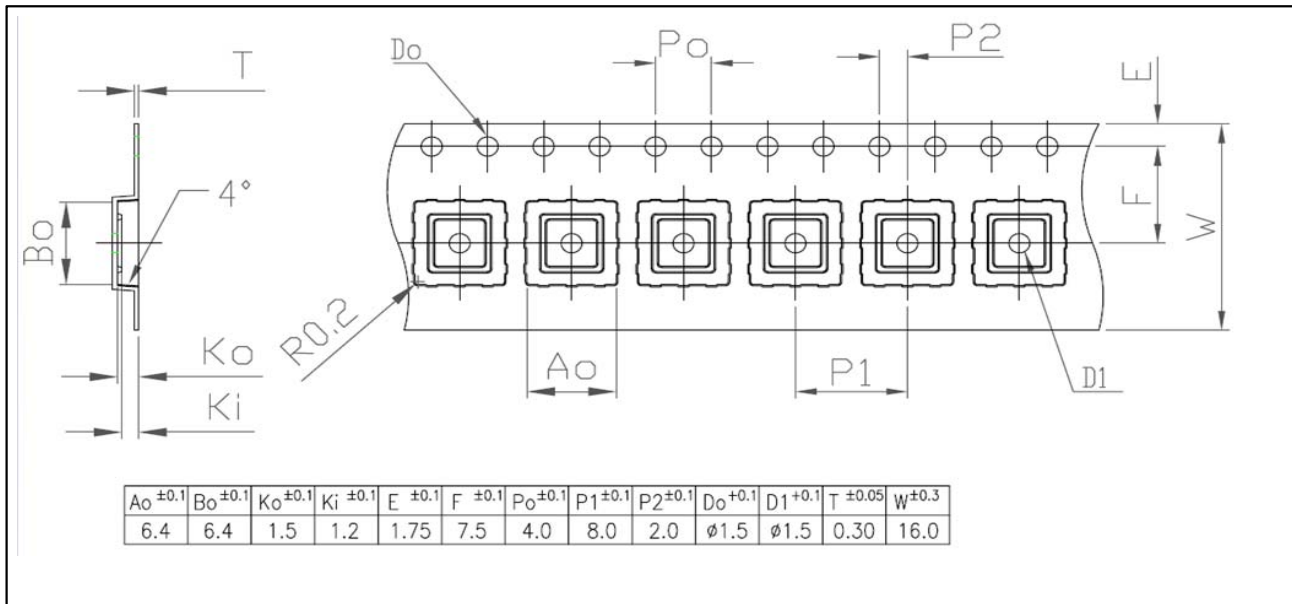 T
Do
Po
P2
E
4°
Bo
F
W
R0.2
Ko
Ao
P1
D1
Ki
Ao ±0.1 Bo ±0.1 Ko ±0.1 Ki ±0.1 E ±0.1 F ±0.1 Po ±0.1 P1 ±0.1 P2 ±0.1 Do +0.1 D1 +0.1 T ±0.05 W ±0.3
6.4 6.4 1.5 1.2 1.75 7.5 4.0 8.0 2.0 ø1.5 ø1.5 0.30 16.0